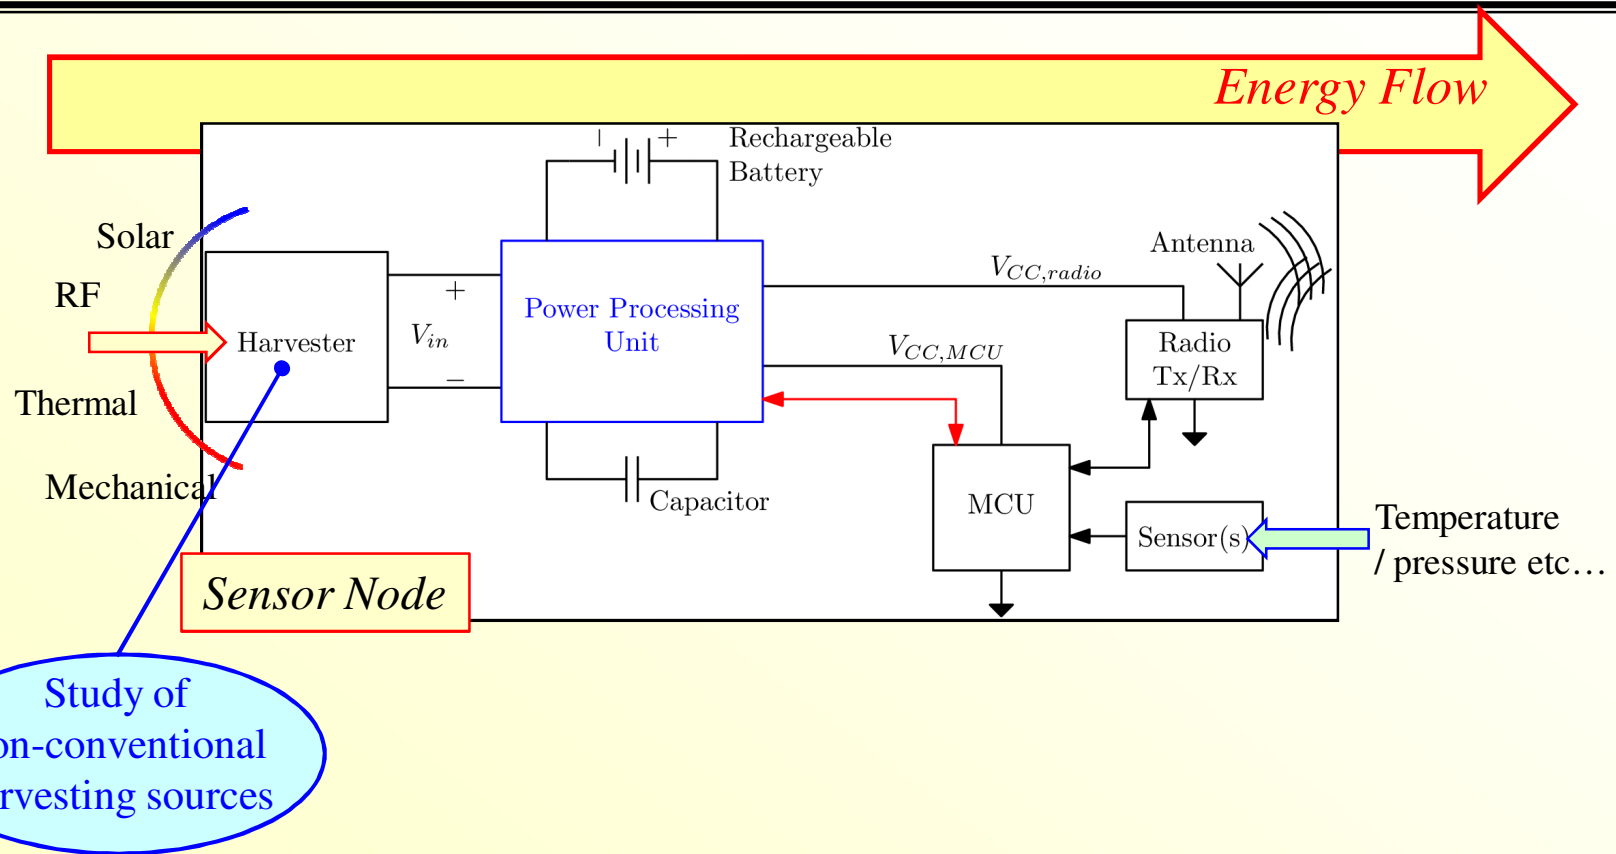 Energy Flow
Rechargeable
Battery
Solar
RF
Thermal
Mechanical
Harvester
+
V_in
−
Power Processing
Unit
Capacitor
V_CC,radio
V_CC,MCU
Antenna
Radio
Tx/Rx
MCU
Sensor(s)
Temperature
/ pressure etc…
Sensor Node
Study of
on-conventional
rvesting sources